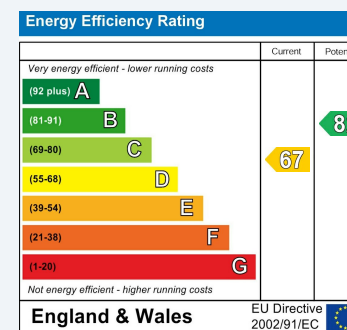 Energy Efficiency Rating
Current
Very energy efficient - lower running costs
(92 plus) A
(81-91) B
8
(69-80) C
67
(55-68) D
(39-54) E
(21-38) F
(1-20) G
Not energy efficient - higher running costs
England & Wales
EU Directive
2002/91/EC